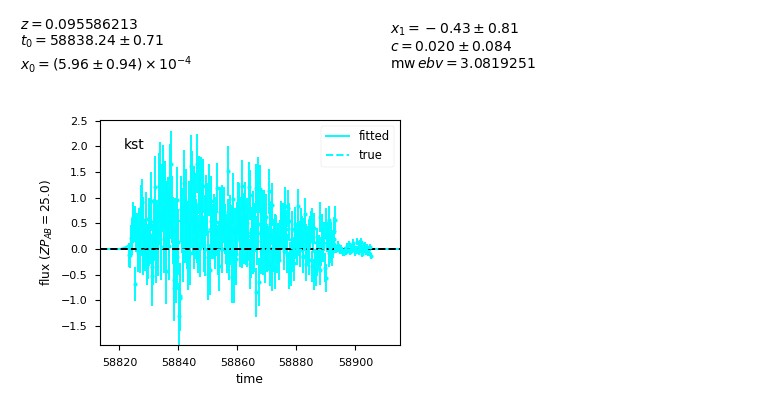 z = 0.095586213
t₀ = 58838.24 ± 0.71
x₀ = (5.96 ± 0.94) × 10⁻⁴
x₁ = −0.43 ± 0.81
c = 0.020 ± 0.084
mw ebv = 3.0819251
kst
fitted
true
2.5
2.0
1.5
1.0
0.5
0.0
−0.5
−1.0
−1.5
flux (ZP_AB = 25.0)
58820 58840 58860 58880 58900
time